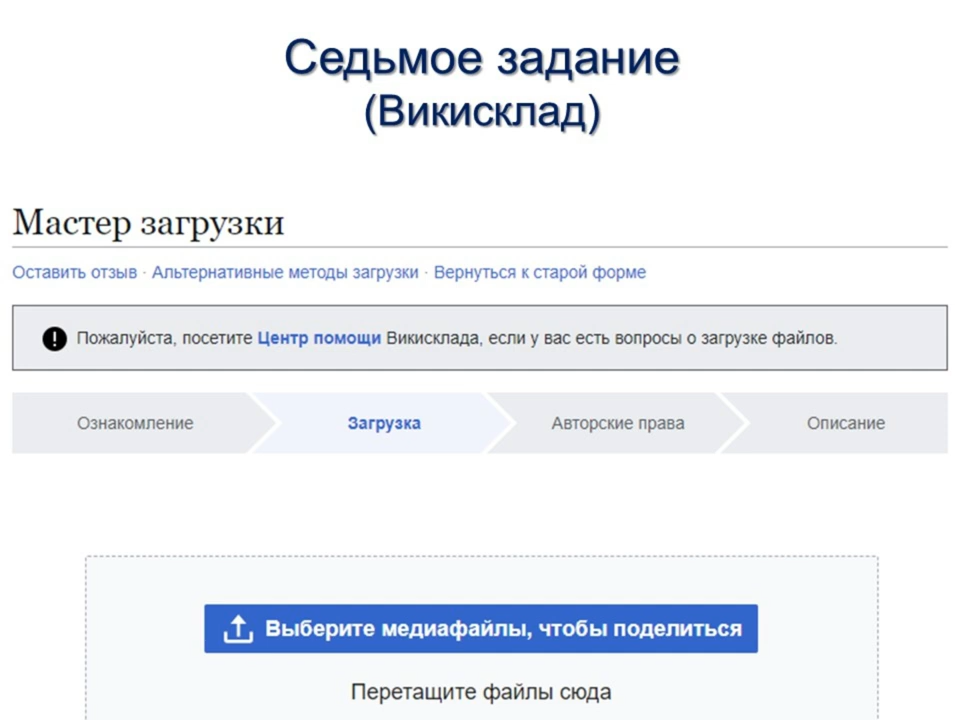 Седьмое задание
(Викисклад)
Мастер загрузки
Оставить отзыв · Альтернативные методы загрузки · Вернуться к старой форме
Пожалуйста, посетите Центр помощи Викисклада, если у вас есть вопросы о загрузке файлов.
Ознакомление Загрузка Авторские права Описание
Выберите медиафайлы, чтобы поделиться
Перетащите файлы сюда